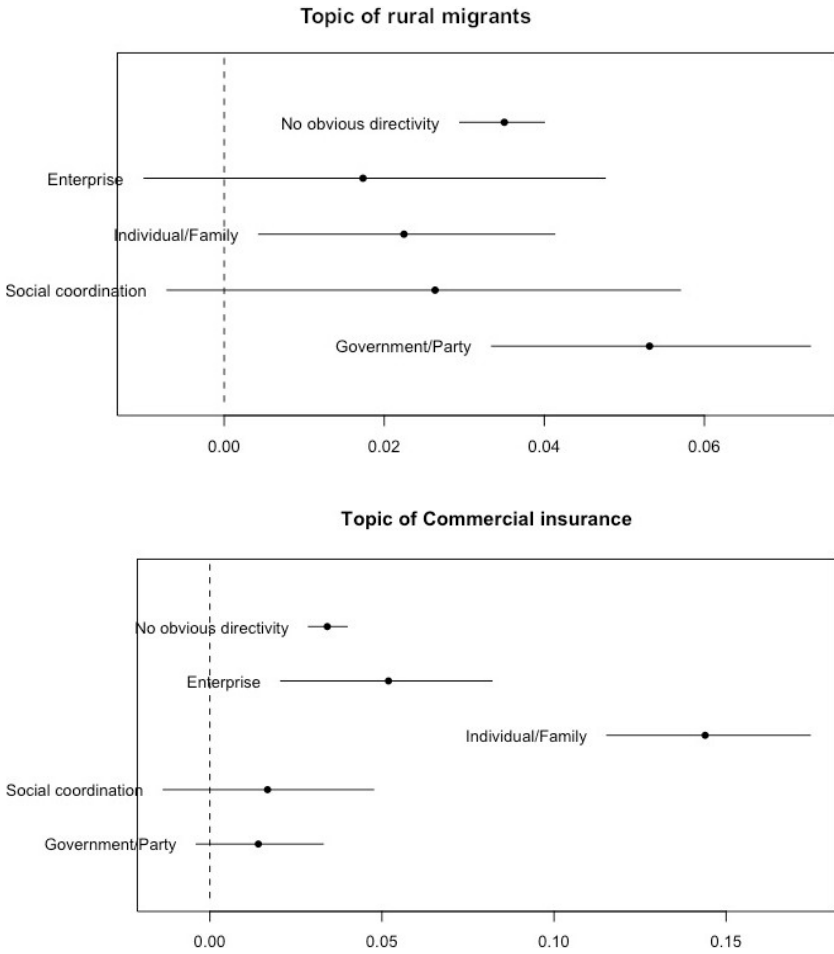 Topic of rural migrants
No obvious directivity
Enterprise
Individual/Family
Social coordination
Government/Party
0.00 0.02 0.04 0.06
Topic of Commercial insurance
No obvious directivity
Enterprise
Individual/Family
Social coordination
Government/Party
0.00 0.05 0.10 0.15